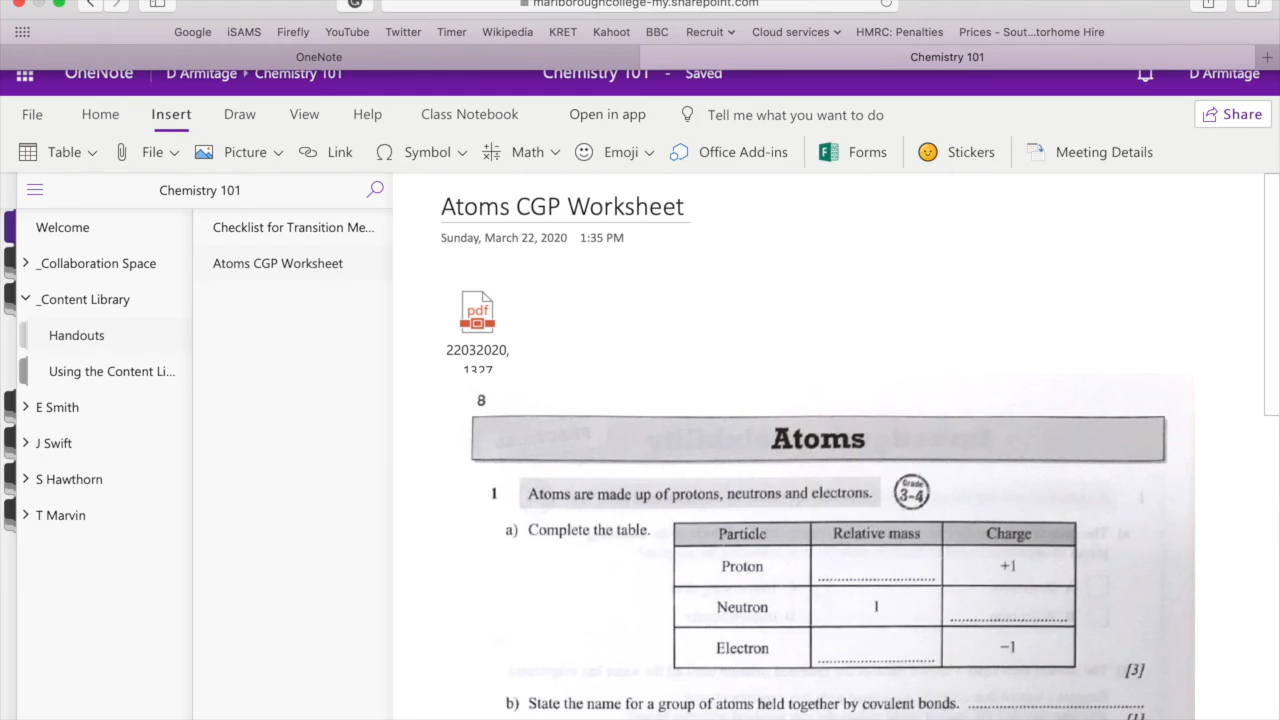 marlboroughcollege-my.sharepoint.com
Google iSAMS Firefly YouTube Twitter Timer Wikipedia KRET Kahoot BBC Recruit Cloud services HMRC: Penalties Prices - Sout...torhome Hire
OneNote Chemistry 101
OneNote D Armitage Chemistry 101 Chemistry 101 - Saved D Armitage
File Home Insert Draw View Help Class Notebook Open in app Tell me what you want to do Share
Table File Picture Link Symbol Math Emoji Office Add-ins Forms Stickers Meeting Details
Chemistry 101
Welcome
_Collaboration Space
_Content Library
Handouts
Using the Content Li...
E Smith
J Swift
S Hawthorn
T Marvin
Checklist for Transition Me...
Atoms CGP Worksheet
Atoms CGP Worksheet
Sunday, March 22, 2020 1:35 PM
pdf
22032020,
1327
8
Atoms
1 Atoms are made up of protons, neutrons and electrons. Grade 3-4
a) Complete the table.
Particle Relative mass Charge
Proton .............................. +1
Neutron 1 ..............................
Electron .............................. −1
[3]
b) State the name for a group of atoms held together by covalent bonds. .............................................
[1]